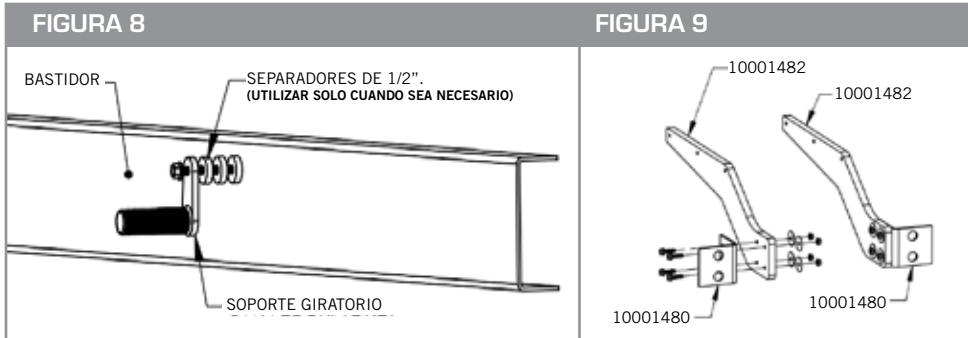 FIGURA 8
BASTIDOR
SEPARADORES DE 1/2”.
(UTILIZAR SOLO CUANDO SEA NECESARIO)
SOPORTE GIRATORIO
FIGURA 9
10001482
10001482
10001480
10001480